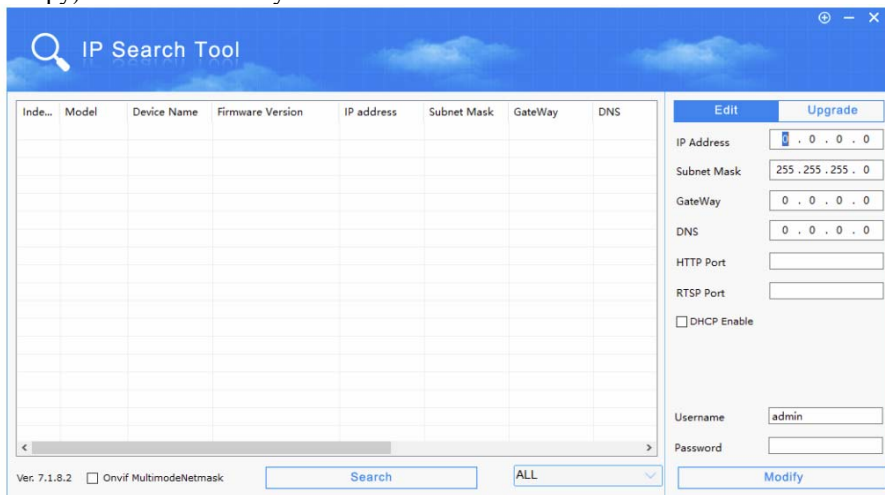 IP Search Tool
Inde... Model Device Name Firmware Version IP address Subnet Mask GateWay DNS
Edit Upgrade
IP Address 0 . 0 . 0 . 0
Subnet Mask 255 . 255 . 255 . 0
GateWay 0 . 0 . 0 . 0
DNS 0 . 0 . 0 . 0
HTTP Port
RTSP Port
DHCP Enable
Username admin
Password
Ver. 7.1.8.2 Onvif MultimodeNetmask Search ALL Modify